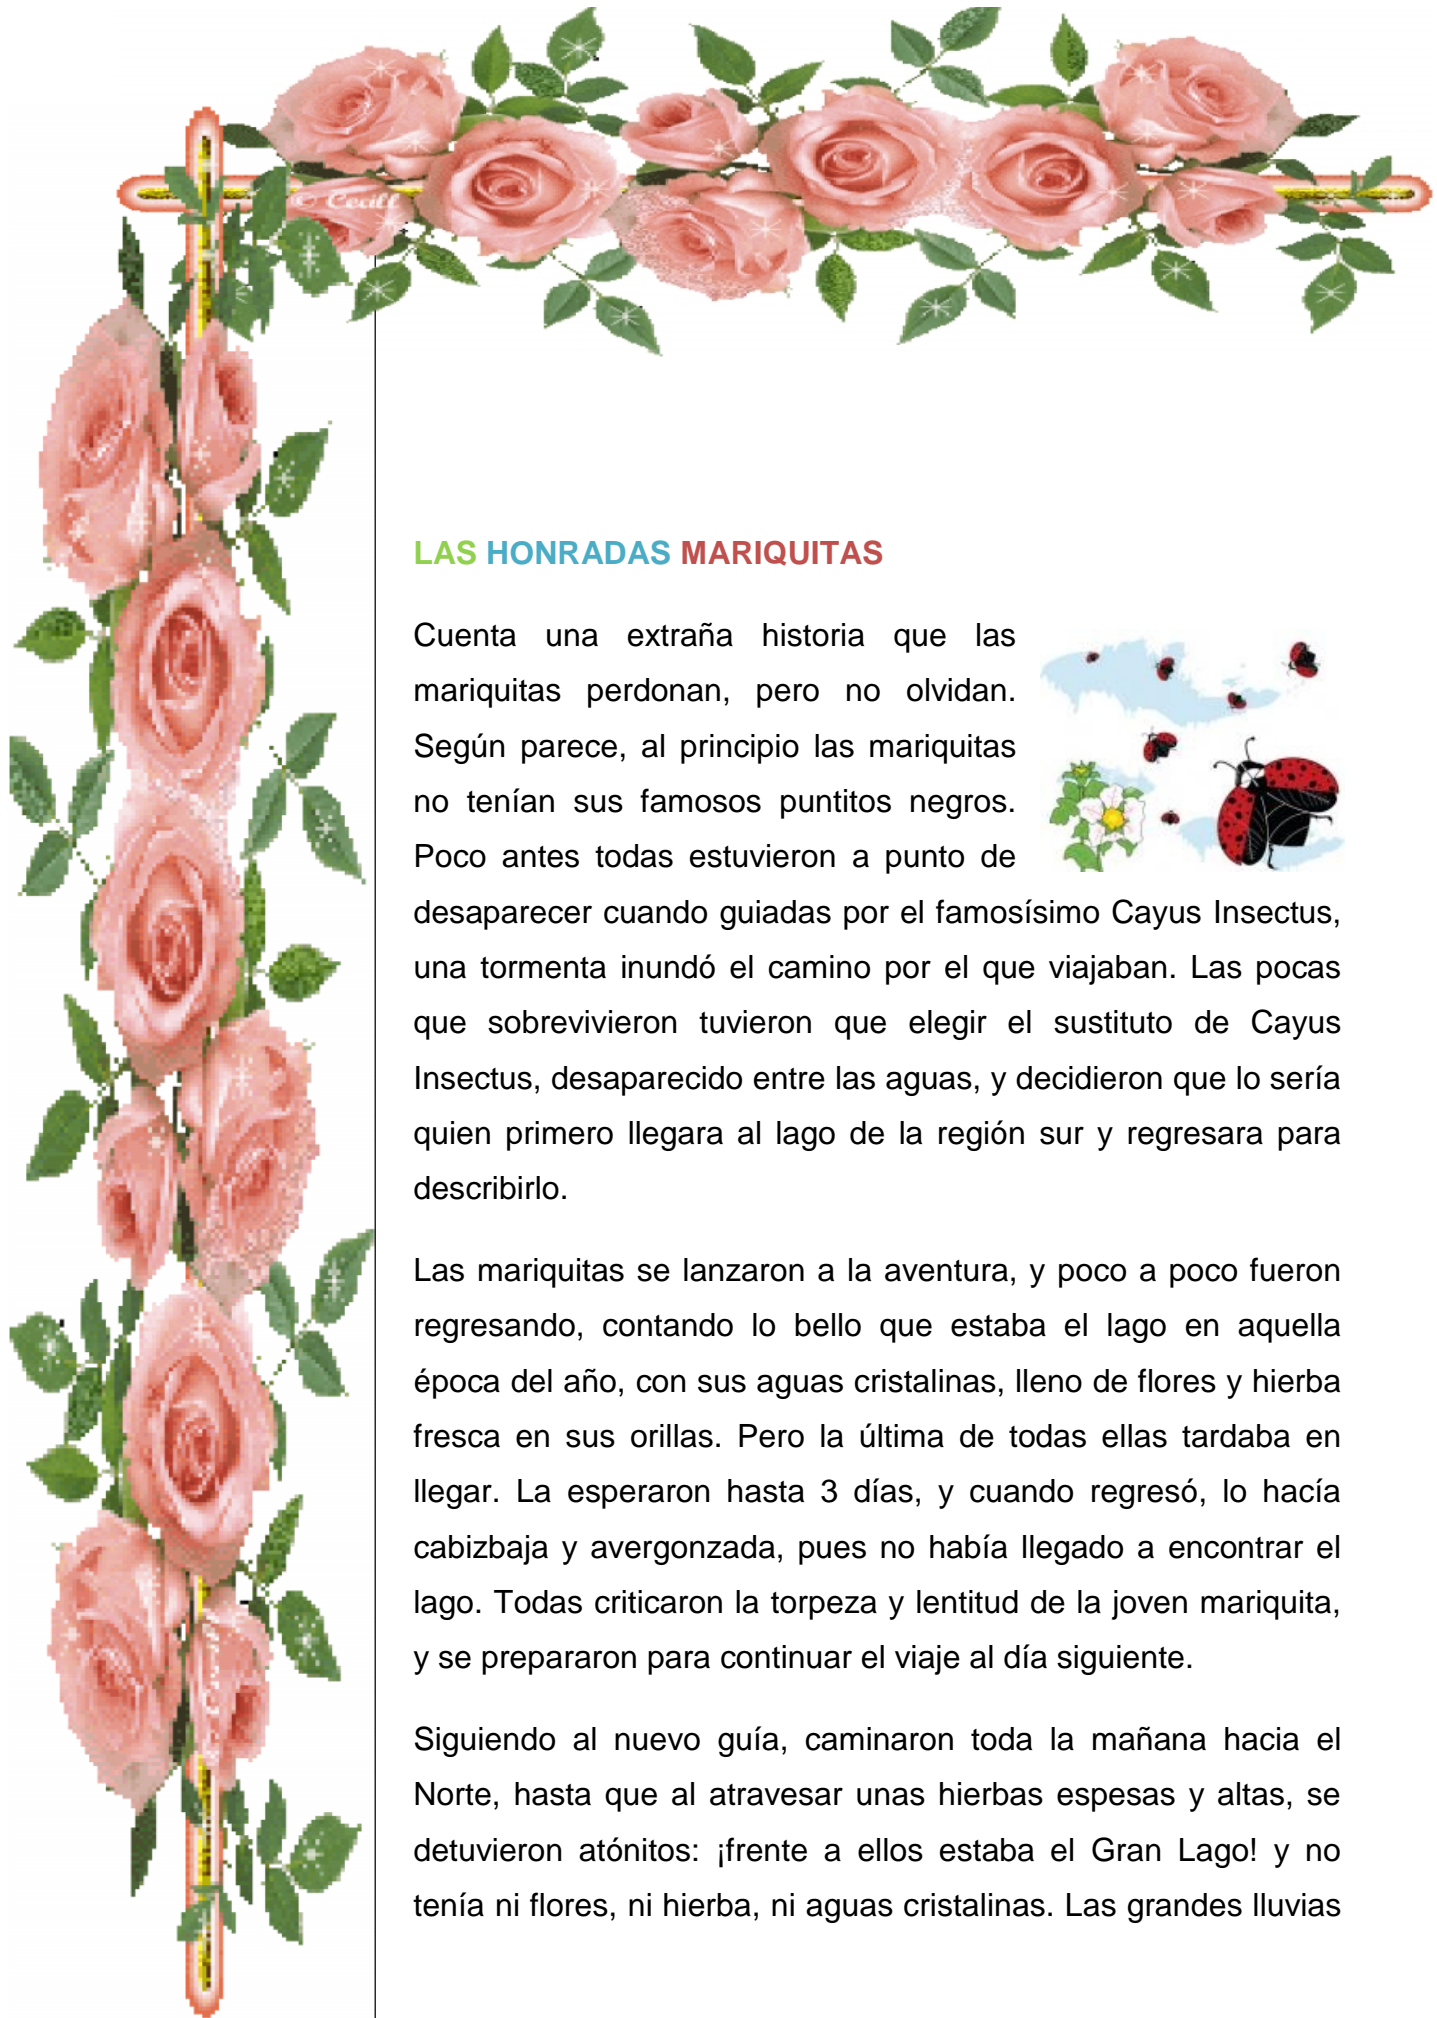 © Cecill
LAS HONRADAS MARIQUITAS
Cuenta una extraña historia que las
mariquitas perdonan, pero no olvidan.
Según parece, al principio las mariquitas
no tenían sus famosos puntitos negros.
Poco antes todas estuvieron a punto de
desaparecer cuando guiadas por el famosísimo Cayus Insectus,
una tormenta inundó el camino por el que viajaban. Las pocas
que sobrevivieron tuvieron que elegir el sustituto de Cayus
Insectus, desaparecido entre las aguas, y decidieron que lo sería
quien primero llegara al lago de la región sur y regresara para
describirlo.
Las mariquitas se lanzaron a la aventura, y poco a poco fueron
regresando, contando lo bello que estaba el lago en aquella
época del año, con sus aguas cristalinas, lleno de flores y hierba
fresca en sus orillas. Pero la última de todas ellas tardaba en
llegar. La esperaron hasta 3 días, y cuando regresó, lo hacía
cabizbaja y avergonzada, pues no había llegado a encontrar el
lago. Todas criticaron la torpeza y lentitud de la joven mariquita,
y se prepararon para continuar el viaje al día siguiente.
Siguiendo al nuevo guía, caminaron toda la mañana hacia el
Norte, hasta que al atravesar unas hierbas espesas y altas, se
detuvieron atónitos: ¡frente a ellos estaba el Gran Lago! y no
tenía ni flores, ni hierba, ni aguas cristalinas. Las grandes lluvias